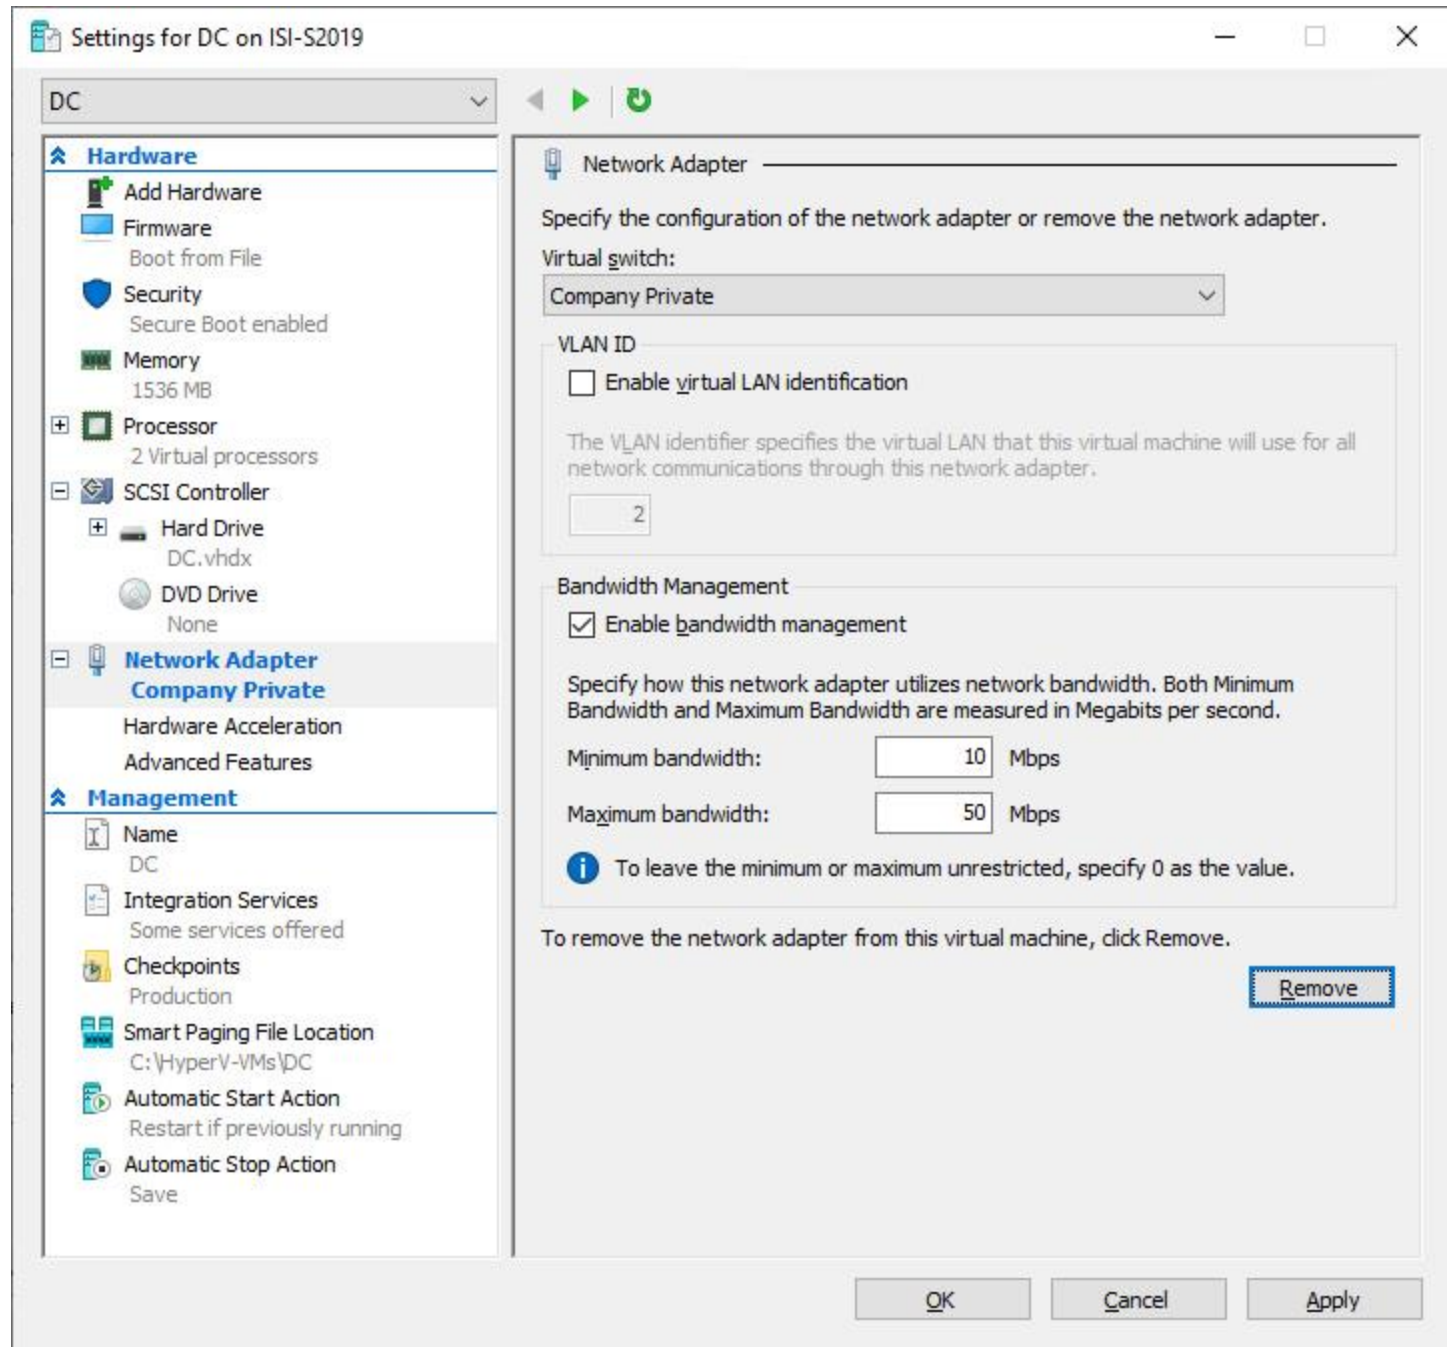 Settings for DC on ISI-S2019
DC
Hardware
Add Hardware
Firmware
Boot from File
Security
Secure Boot enabled
Memory
1536 MB
Processor
2 Virtual processors
SCSI Controller
Hard Drive
DC.vhdx
DVD Drive
None
Network Adapter
Company Private
Hardware Acceleration
Advanced Features
Management
Name
DC
Integration Services
Some services offered
Checkpoints
Production
Smart Paging File Location
C:\HyperV-VMs\DC
Automatic Start Action
Restart if previously running
Automatic Stop Action
Save
Network Adapter
Specify the configuration of the network adapter or remove the network adapter.
Virtual switch:
Company Private
VLAN ID
Enable virtual LAN identification
The VLAN identifier specifies the virtual LAN that this virtual machine will use for all
network communications through this network adapter.
2
Bandwidth Management
Enable bandwidth management
Specify how this network adapter utilizes network bandwidth. Both Minimum
Bandwidth and Maximum Bandwidth are measured in Megabits per second.
Minimum bandwidth: 10 Mbps
Maximum bandwidth: 50 Mbps
To leave the minimum or maximum unrestricted, specify 0 as the value.
To remove the network adapter from this virtual machine, click Remove.
Remove
OK Cancel Apply